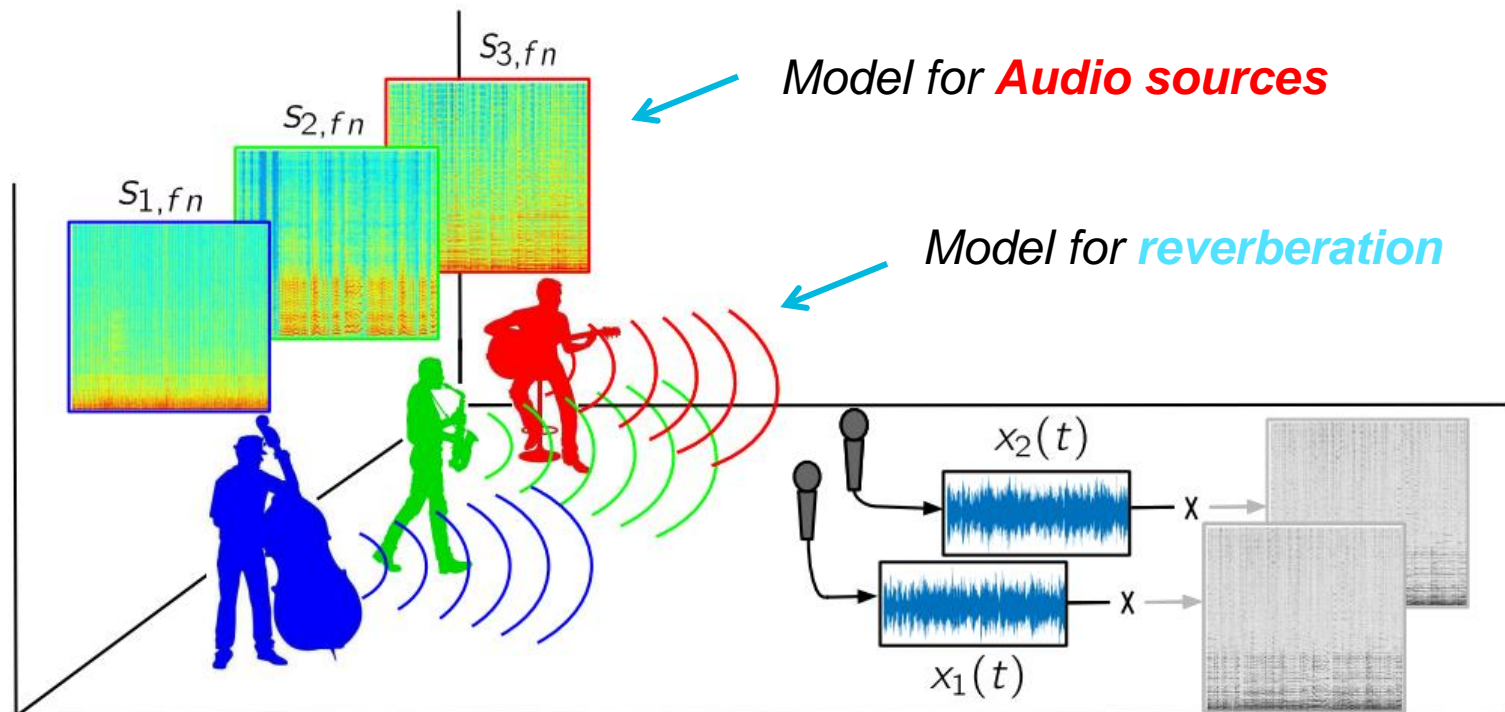 S₃,fn
Model for Audio sources
S₂,fn
S₁,fn
Model for reverberation
x₂(t)
X
X
x₁(t)